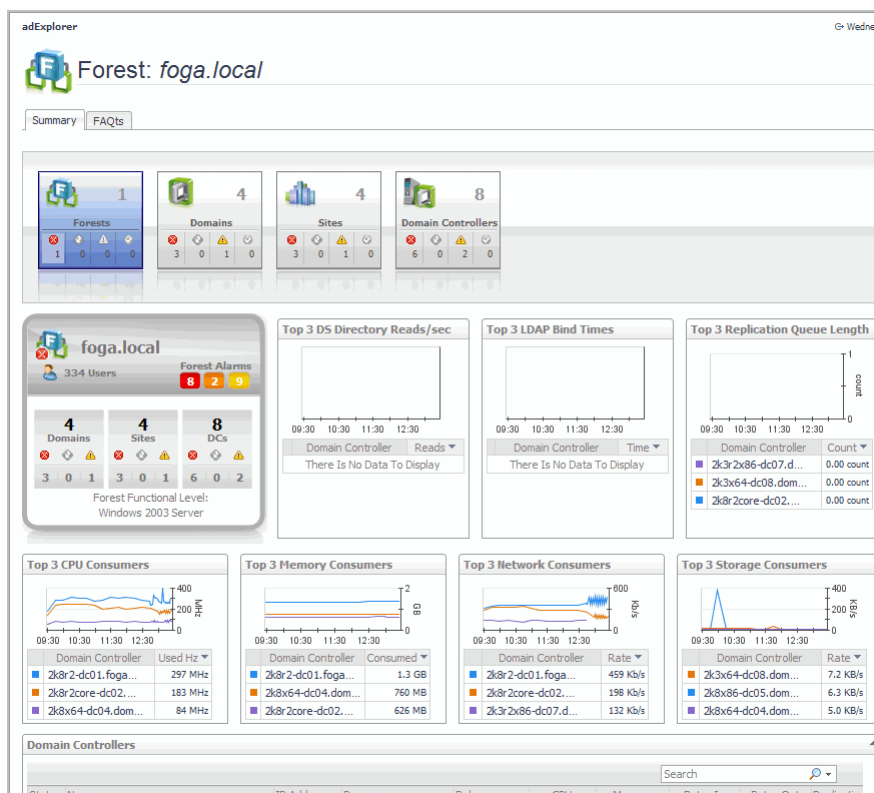 adExplorer
Wedne
Forest: foga.local
Summary FAQts
1 4 4 8
Forests Domains Sites Domain Controllers
1 0 0 0 3 0 1 0 3 0 1 0 6 0 2 0
foga.local
334 Users
Forest Alarms
8 2 9
4 4 8
Domains Sites DCs
3 0 1 3 0 1 6 0 2
Forest Functional Level:
Windows 2003 Server
Top 3 DS Directory Reads/sec
09:30 10:30 11:30 12:30
Domain Controller Reads
There Is No Data To Display
Top 3 LDAP Bind Times
09:30 10:30 11:30 12:30
Domain Controller Time
There Is No Data To Display
Top 3 Replication Queue Length
1
count
0
09:30 10:30 11:30 12:30
Domain Controller Count
2k3r2x86-dc07.d... 0.00 count
2k3x64-dc08.dom... 0.00 count
2k8r2core-dc02.... 0.00 count
Top 3 CPU Consumers
400
200
0
MHz
09:30 10:30 11:30 12:30
Domain Controller Used Hz
2k8r2-dc01.foga... 297 MHz
2k8r2core-dc02.... 183 MHz
2k8x64-dc04.dom... 84 MHz
Top 3 Memory Consumers
2
0
GB
09:30 10:30 11:30 12:30
Domain Controller Consumed
2k8r2-dc01.foga... 1.3 GB
2k8x64-dc04.dom... 760 MB
2k8r2core-dc02.... 626 MB
Top 3 Network Consumers
600
0
Kb/s
09:30 10:30 11:30 12:30
Domain Controller Rate
2k8r2-dc01.foga... 459 Kb/s
2k8r2core-dc02.... 198 Kb/s
2k3r2x86-dc07.d... 132 Kb/s
Top 3 Storage Consumers
400
200
0
KB/s
09:30 10:30 11:30 12:30
Domain Controller Rate
2k3x64-dc08.dom... 7.2 KB/s
2k8x86-dc05.dom... 6.3 KB/s
2k8x64-dc04.dom... 5.0 KB/s
Domain Controllers
Search